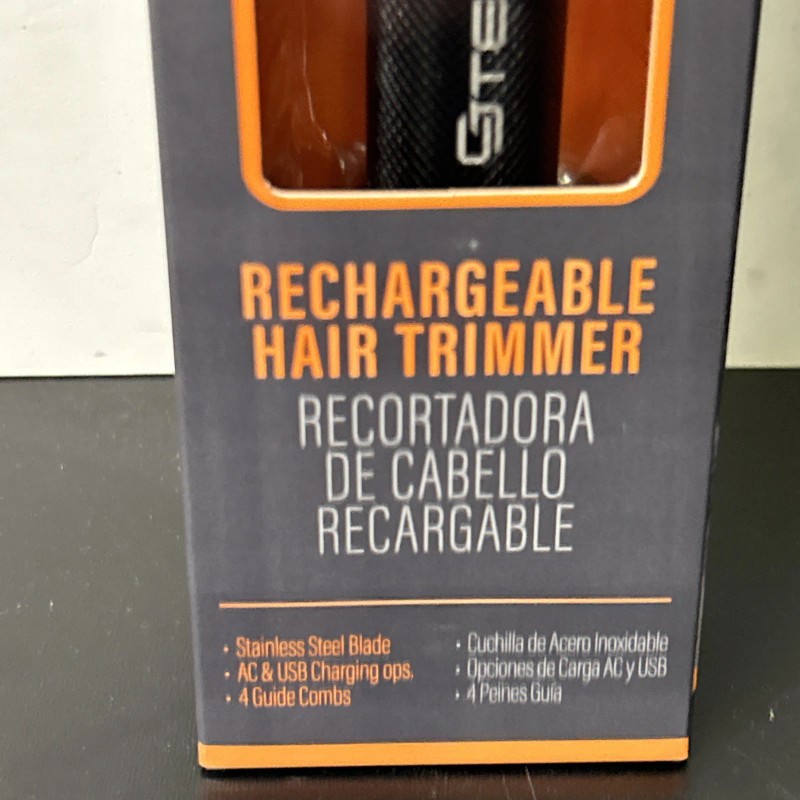 STE
RECHARGEABLE
HAIR TRIMMER
RECORTADORA
DE CABELLO
RECARGABLE
• Stainless Steel Blade
• AC & USB Charging ops.
• 4 Guide Combs
• Cuchilla de Acero Inoxidable
• Opciones de Carga AC y USB
• 4 Peines Guía